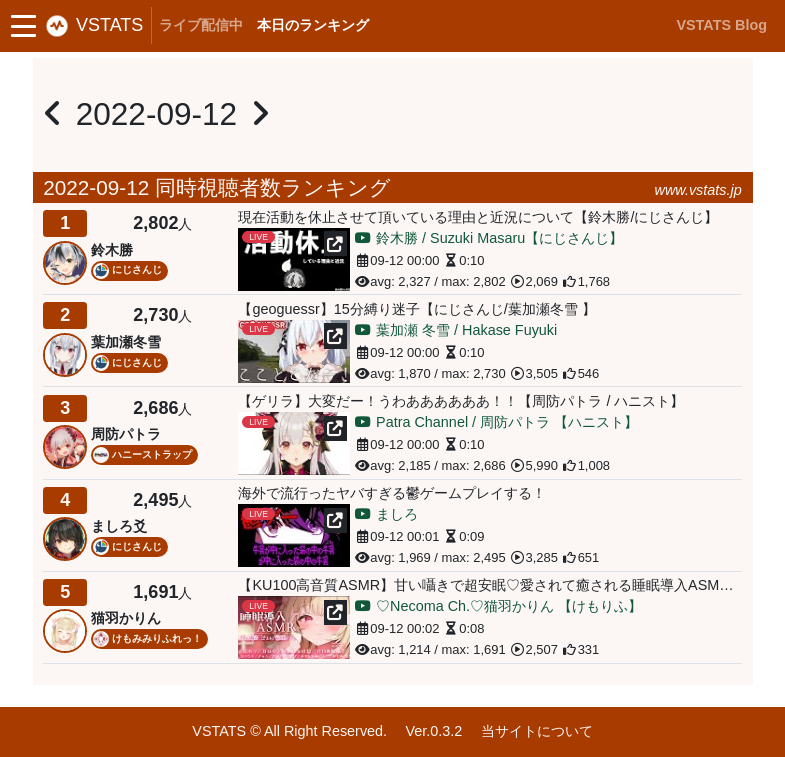 VSTATS ライブ配信中 本日のランキング VSTATS Blog
2022-09-12
2022-09-12 同時視聴者数ランキング www.vstats.jp
1 2,802人
鈴木勝
にじさんじ
現在活動を休止させて頂いている理由と近況について【鈴木勝/にじさんじ】
LIVE
活動休
している理由と近況
鈴木勝 / Suzuki Masaru【にじさんじ】
09-12 00:00 0:10
avg: 2,327 / max: 2,802 2,069 1,768
2 2,730人
葉加瀬冬雪
にじさんじ
【geoguessr】15分縛り迷子【にじさんじ/葉加瀬冬雪 】
LIVE
葉加瀬 冬雪 / Hakase Fuyuki
09-12 00:00 0:10
avg: 1,870 / max: 2,730 3,505 546
3 2,686人
周防パトラ
ハニーストラップ
【ゲリラ】大変だー！うわああああああ！！【周防パトラ / ハニスト】
LIVE
Patra Channel / 周防パトラ 【ハニスト】
09-12 00:00 0:10
avg: 2,185 / max: 2,686 5,990 1,008
4 2,495人
ましろ爻
にじさんじ
海外で流行ったヤバすぎる鬱ゲームプレイする！
LIVE
ましろ
09-12 00:01 0:09
avg: 1,969 / max: 2,495 3,285 651
5 1,691人
猫羽かりん
けもみみりふれっ！
【KU100高音質ASMR】甘い囁きで超安眠♡愛されて癒される睡眠導入ASM…
LIVE
睡眠導入
ASMR
♡Necoma Ch.♡猫羽かりん 【けもりふ】
09-12 00:02 0:08
avg: 1,214 / max: 1,691 2,507 331
VSTATS © All Right Reserved. Ver.0.3.2 当サイトについて